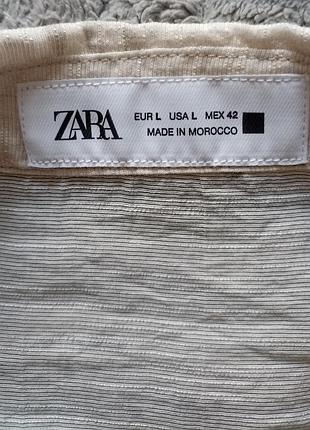 ZARA
EUR L USA L MEX 42
MADE IN MOROCCO